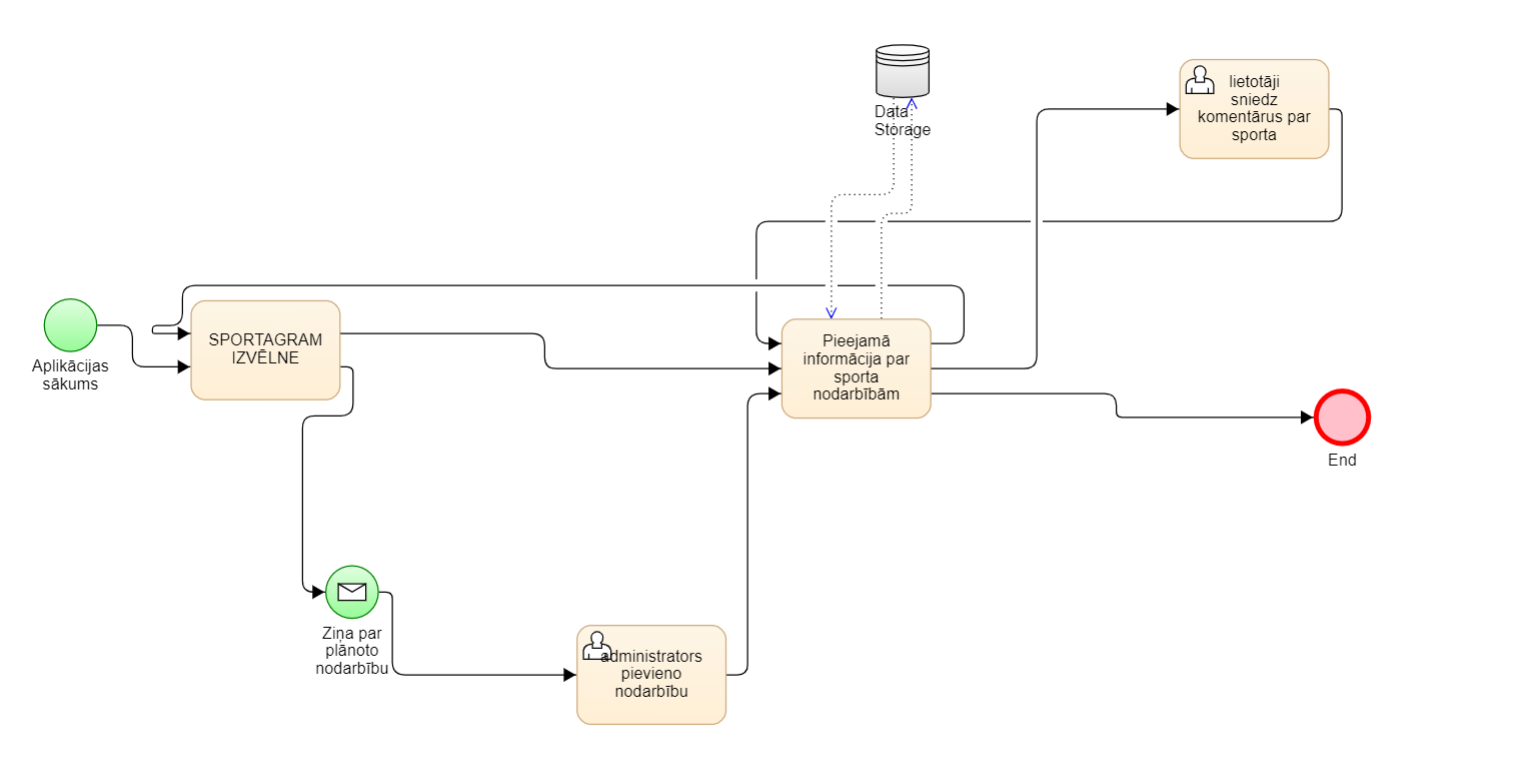 Data
Storage
lietotāji
sniedz
komentārus par
sporta
Aplikācijas
sākums
SPORTAGRAM
IZVĒLNE
Pieejamā
informācija par
sporta
nodarbībām
End
Ziņa par
plānoto
nodarbību
administrators
pievieno
nodarbību